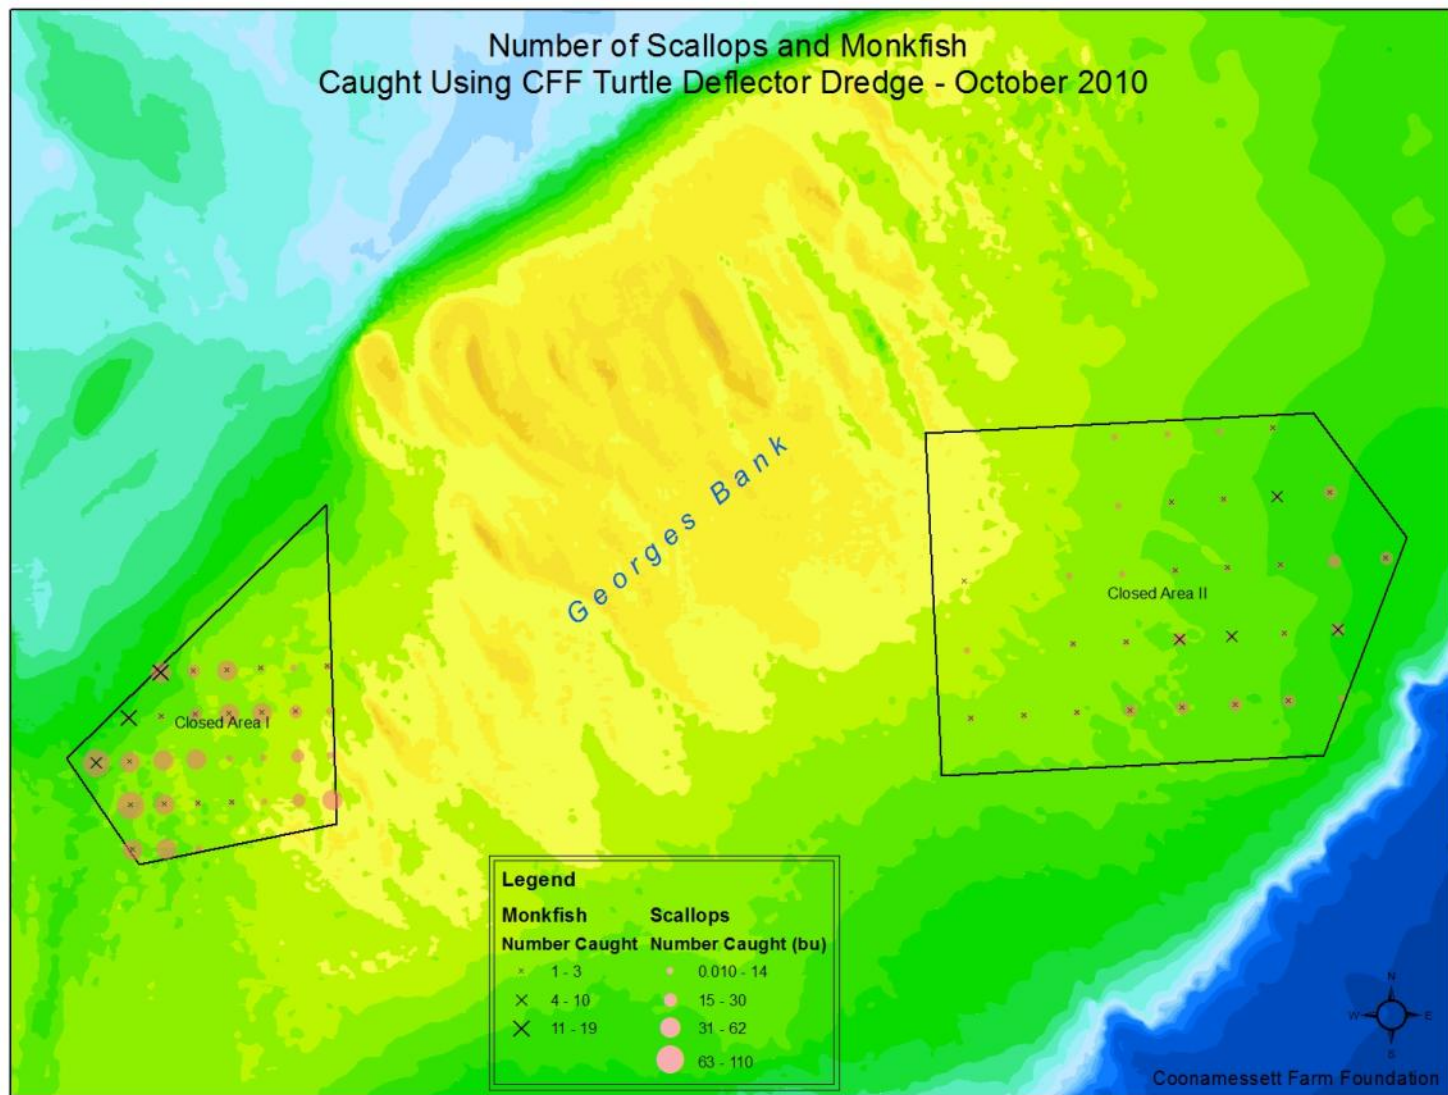 Number of Scallops and Monkfish
Caught Using CFF Turtle Deflector Dredge - October 2010
Georges Bank
Closed Area II
Closed Area I
Legend
Monkfish Scallops
Number Caught Number Caught (bu)
1 - 3 0.010 - 14
4 - 10 15 - 30
11 - 19 31 - 62
63 - 110
N
W E
S
Coonamessett Farm Foundation